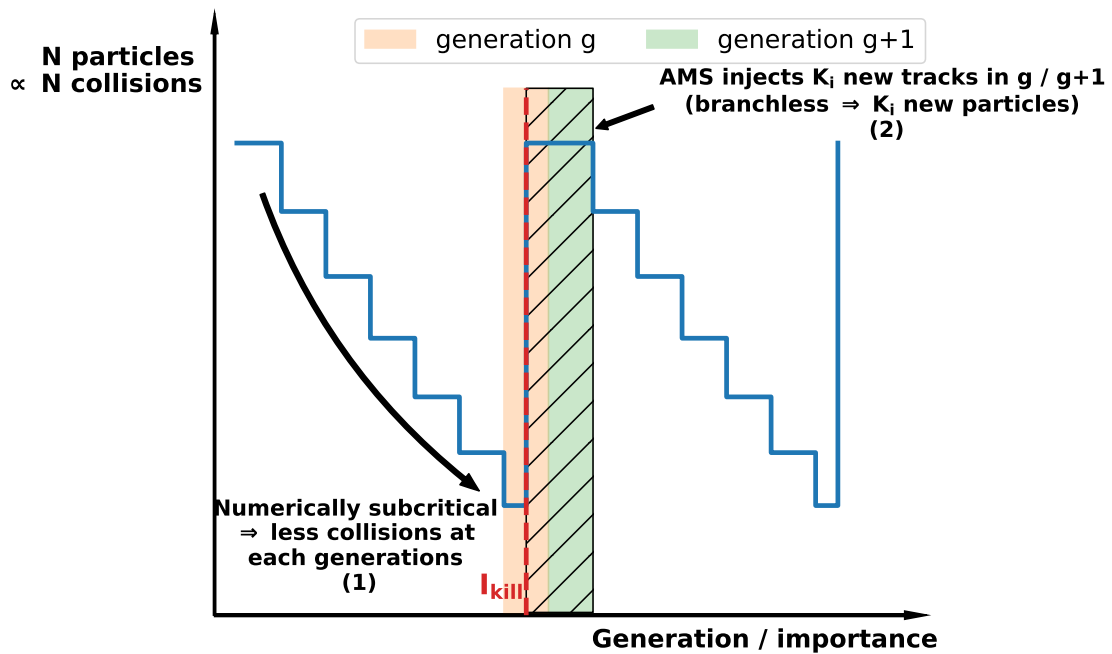 generation g
generation g+1
N particles
∝ N collisions
AMS injects Kᵢ new tracks in g / g+1
(branchless ⇒ Kᵢ new particles)
(2)
Numerically subcritical
⇒ less collisions at
each generations
(1)
I_kill
Generation / importance